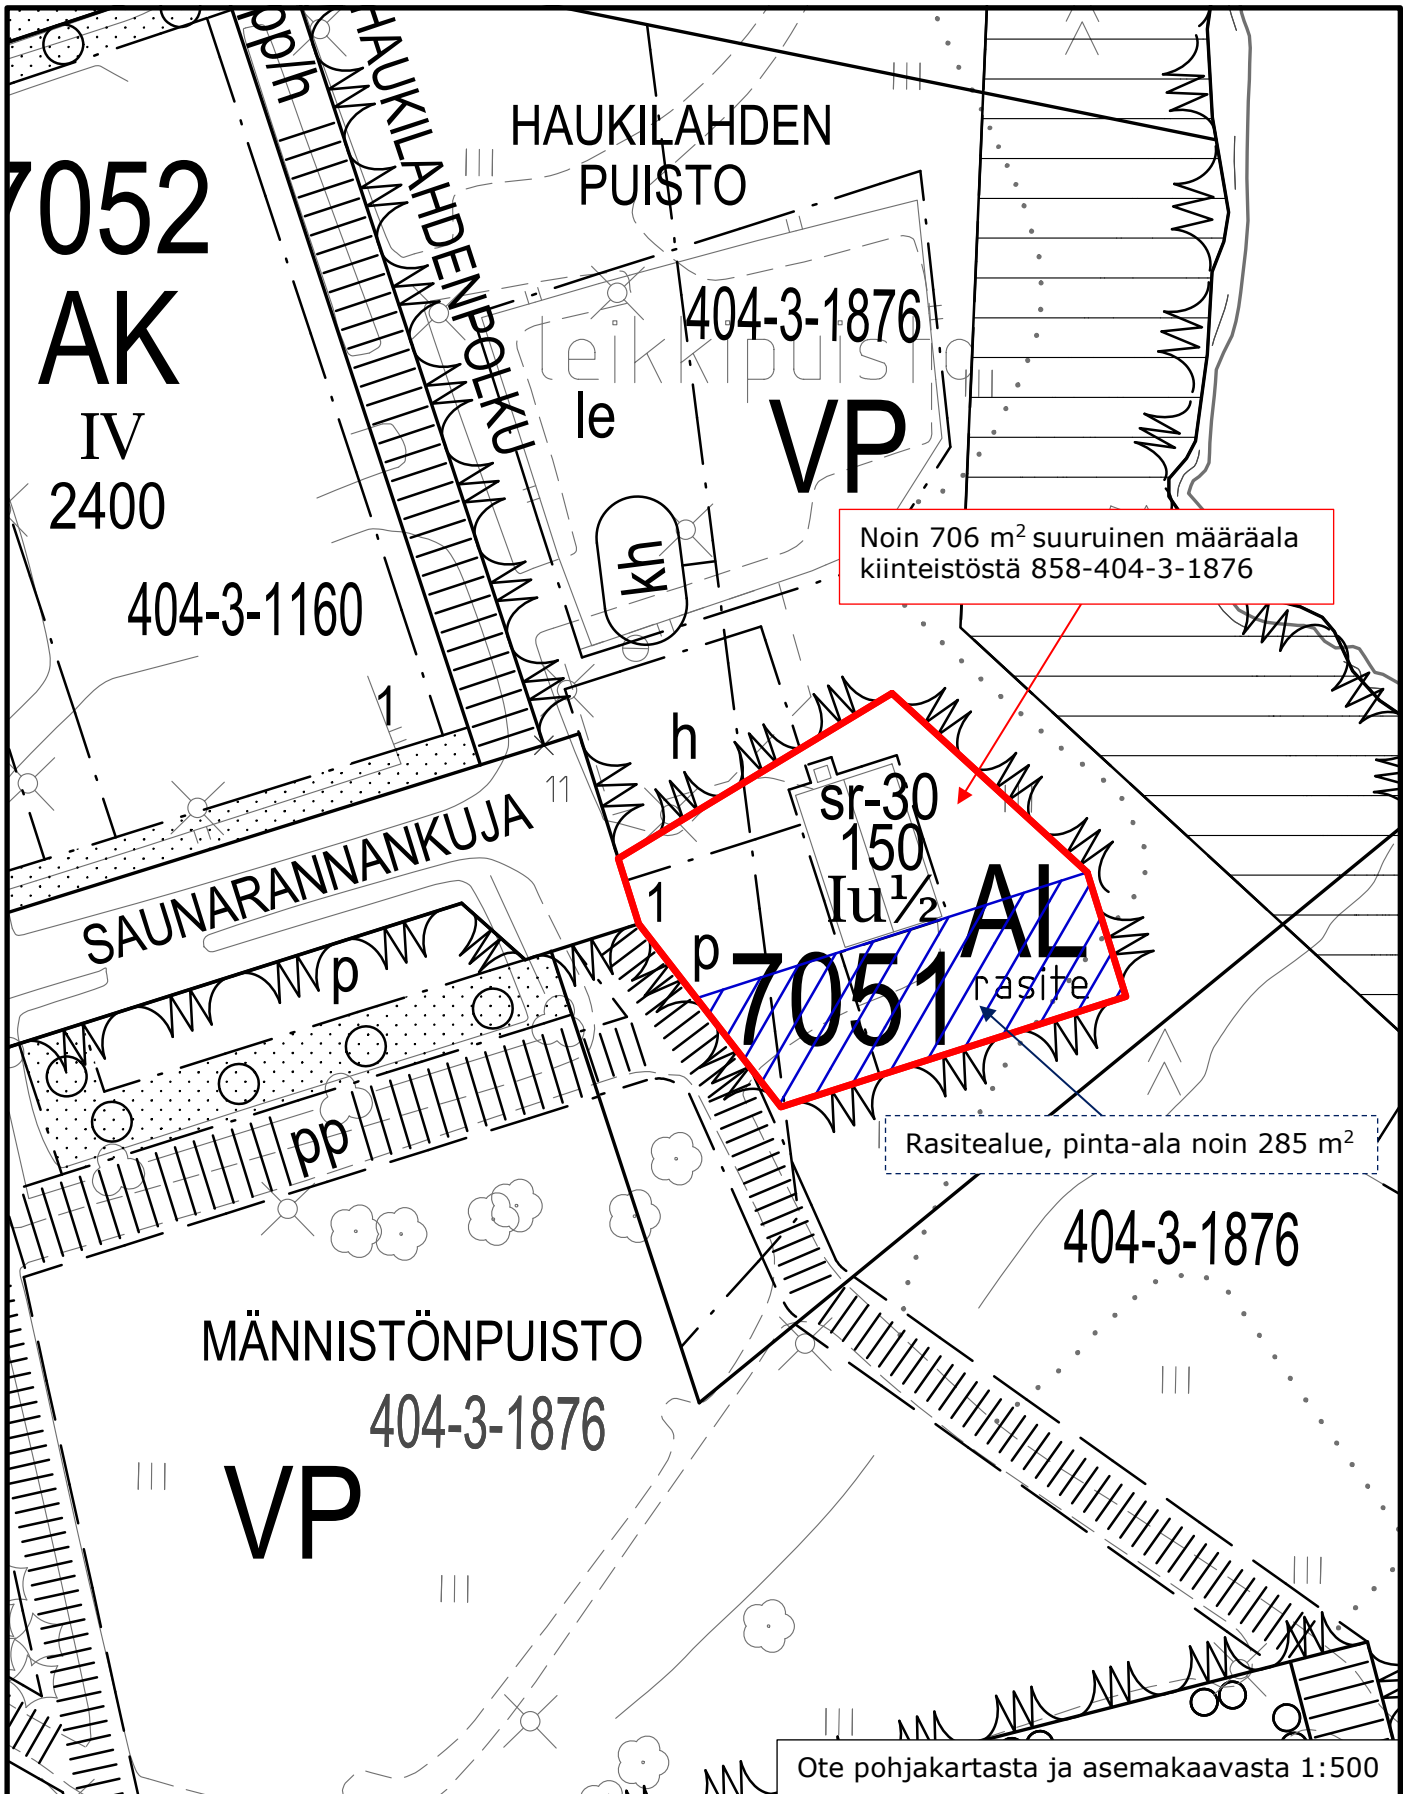 pp/h
HAUKILAHDENPOLKU
HAUKILAHDEN
PUISTO
7052
AK
IV
2400
404-3-1160
1
404-3-1876
leikkipuisto
le
VP
kh
Noin 706 m² suuruinen määräala
kiinteistöstä 858-404-3-1876
h
11
SAUNARANNANKUJA
sr-30
150
Iu½
AL
1
p
7051
rasite
p
pp
Rasitealue, pinta-ala noin 285 m²
404-3-1876
MÄNNISTÖNPUISTO
404-3-1876
VP
Ote pohjakartasta ja asemakaavasta 1:500